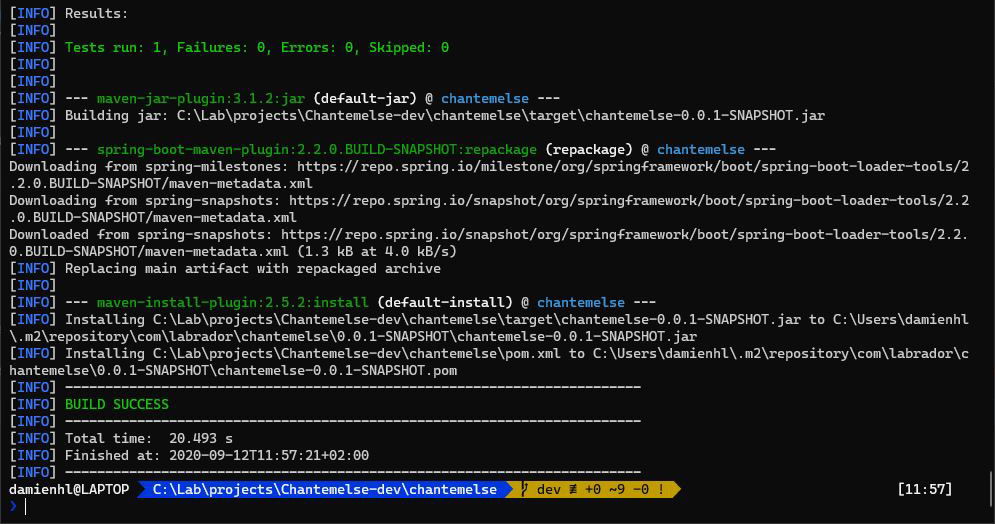 [INFO] Results:
[INFO]
[INFO] Tests run: 1, Failures: 0, Errors: 0, Skipped: 0
[INFO]
[INFO]
[INFO] --- maven-jar-plugin:3.1.2:jar (default-jar) @ chantemelse ---
[INFO] Building jar: C:\Lab\projects\Chantemelse-dev\chantemelse\target\chantemelse-0.0.1-SNAPSHOT.jar
[INFO]
[INFO] --- spring-boot-maven-plugin:2.2.0.BUILD-SNAPSHOT:repackage (repackage) @ chantemelse ---
Downloading from spring-milestones: https://repo.spring.io/milestone/org/springframework/boot/spring-boot-loader-tools/2
.2.0.BUILD-SNAPSHOT/maven-metadata.xml
Downloading from spring-snapshots: https://repo.spring.io/snapshot/org/springframework/boot/spring-boot-loader-tools/2.2
.0.BUILD-SNAPSHOT/maven-metadata.xml
Downloaded from spring-snapshots: https://repo.spring.io/snapshot/org/springframework/boot/spring-boot-loader-tools/2.2.
0.BUILD-SNAPSHOT/maven-metadata.xml (1.3 kB at 4.0 kB/s)
[INFO] Replacing main artifact with repackaged archive
[INFO]
[INFO] --- maven-install-plugin:2.5.2:install (default-install) @ chantemelse ---
[INFO] Installing C:\Lab\projects\Chantemelse-dev\chantemelse\target\chantemelse-0.0.1-SNAPSHOT.jar to C:\Users\damienhl
\.m2\repository\com\labrador\chantemelse\0.0.1-SNAPSHOT\chantemelse-0.0.1-SNAPSHOT.jar
[INFO] Installing C:\Lab\projects\Chantemelse-dev\chantemelse\pom.xml to C:\Users\damienhl\.m2\repository\com\labrador\c
hantemelse\0.0.1-SNAPSHOT\chantemelse-0.0.1-SNAPSHOT.pom
[INFO] ------------------------------------------------------------------------
[INFO] BUILD SUCCESS
[INFO] ------------------------------------------------------------------------
[INFO] Total time:  20.493 s
[INFO] Finished at: 2020-09-12T11:57:21+02:00
[INFO] ------------------------------------------------------------------------
damienhl@LAPTOP C:\Lab\projects\Chantemelse-dev\chantemelse dev ≢ +0 ~9 -0 ! [11:57]
❯